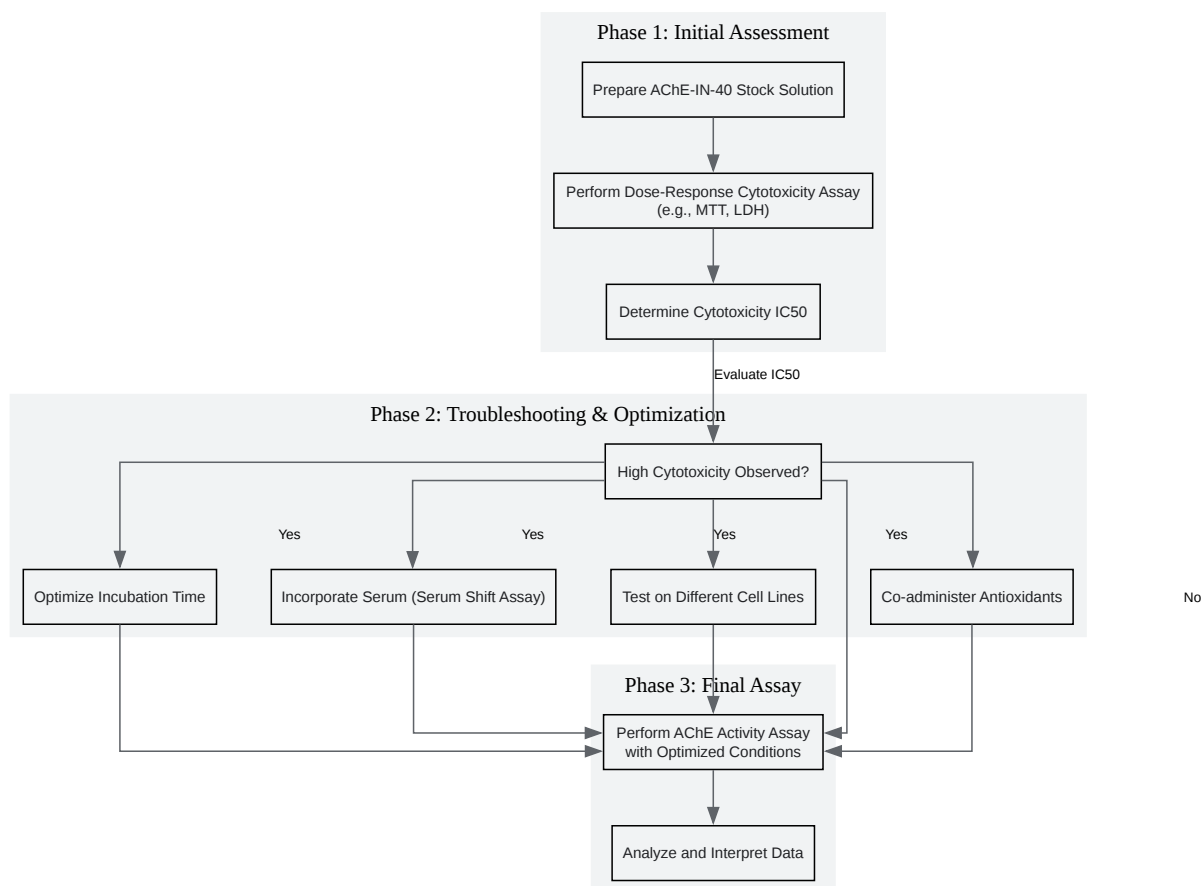 Phase 1: Initial Assessment
Prepare AChE-IN-40 Stock Solution
Perform Dose-Response Cytotoxicity Assay
(e.g., MTT, LDH)
Determine Cytotoxicity IC50
Evaluate IC50
Phase 2: Troubleshooting & Optimization
High Cytotoxicity Observed?
Yes
Yes
Yes
Yes
Optimize Incubation Time
Incorporate Serum (Serum Shift Assay)
Test on Different Cell Lines
Co-administer Antioxidants
No
Phase 3: Final Assay
Perform AChE Activity Assay
with Optimized Conditions
Analyze and Interpret Data